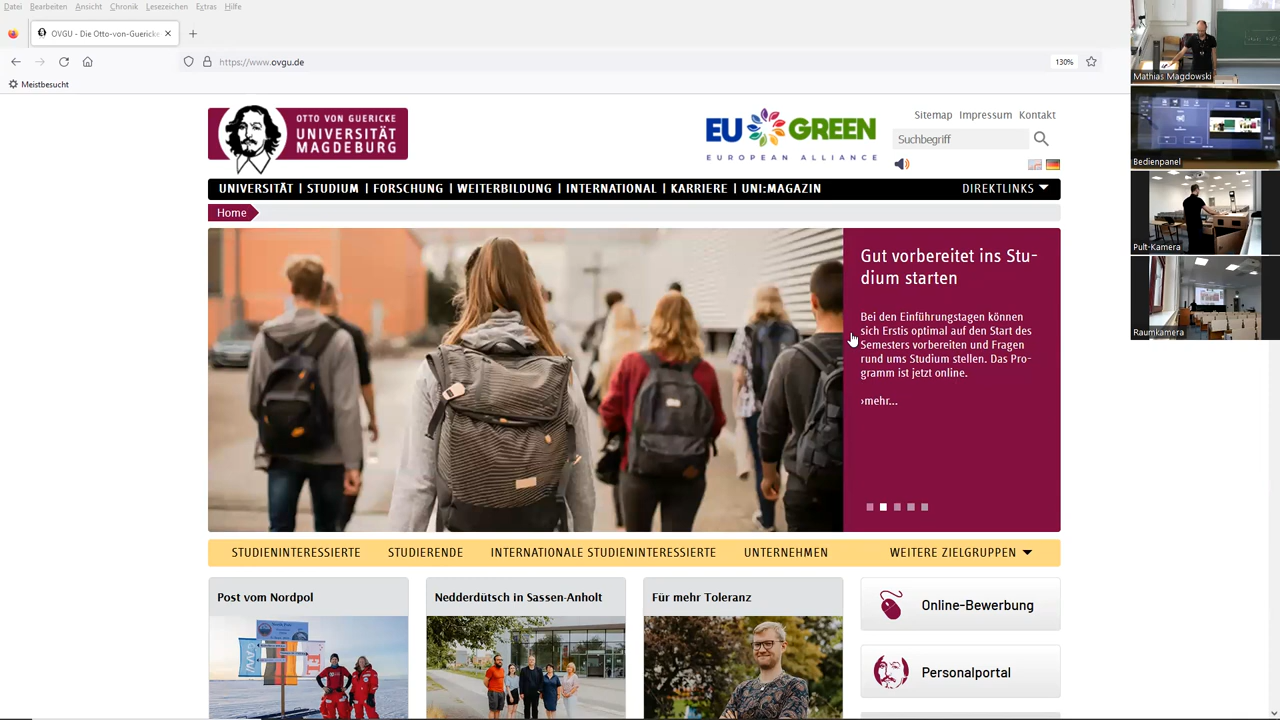 Datei Bearbeiten Ansicht Chronik Lesezeichen Extras Hilfe
OVGU - Die Otto-von-Guericke
https://www.ovgu.de
130%
Meistbesucht
OTTO VON GUERICKE
UNIVERSITÄT
MAGDEBURG
EU GREEN
EUROPEAN ALLIANCE
Sitemap Impressum Kontakt
Suchbegriff
UNIVERSITÄT | STUDIUM | FORSCHUNG | WEITERBILDUNG | INTERNATIONAL | KARRIERE | UNI:MAGAZIN
DIREKTLINKS
Home
Gut vorbereitet ins Stu-
dium starten
Bei den Einführungstagen können
sich Erstis optimal auf den Start des
Semesters vorbereiten und Fragen
rund ums Studium stellen. Das Pro-
gramm ist jetzt online.
›mehr...
STUDIENINTERESSIERTE STUDIERENDE INTERNATIONALE STUDIENINTERESSIERTE UNTERNEHMEN WEITERE ZIELGRUPPEN
Post vom Nordpol
Nedderdütsch in Sassen-Anholt
Für mehr Toleranz
Online-Bewerbung
Personalportal
Mathias Magdowski
Bedienpanel
Pult-Kamera
Raumkamera